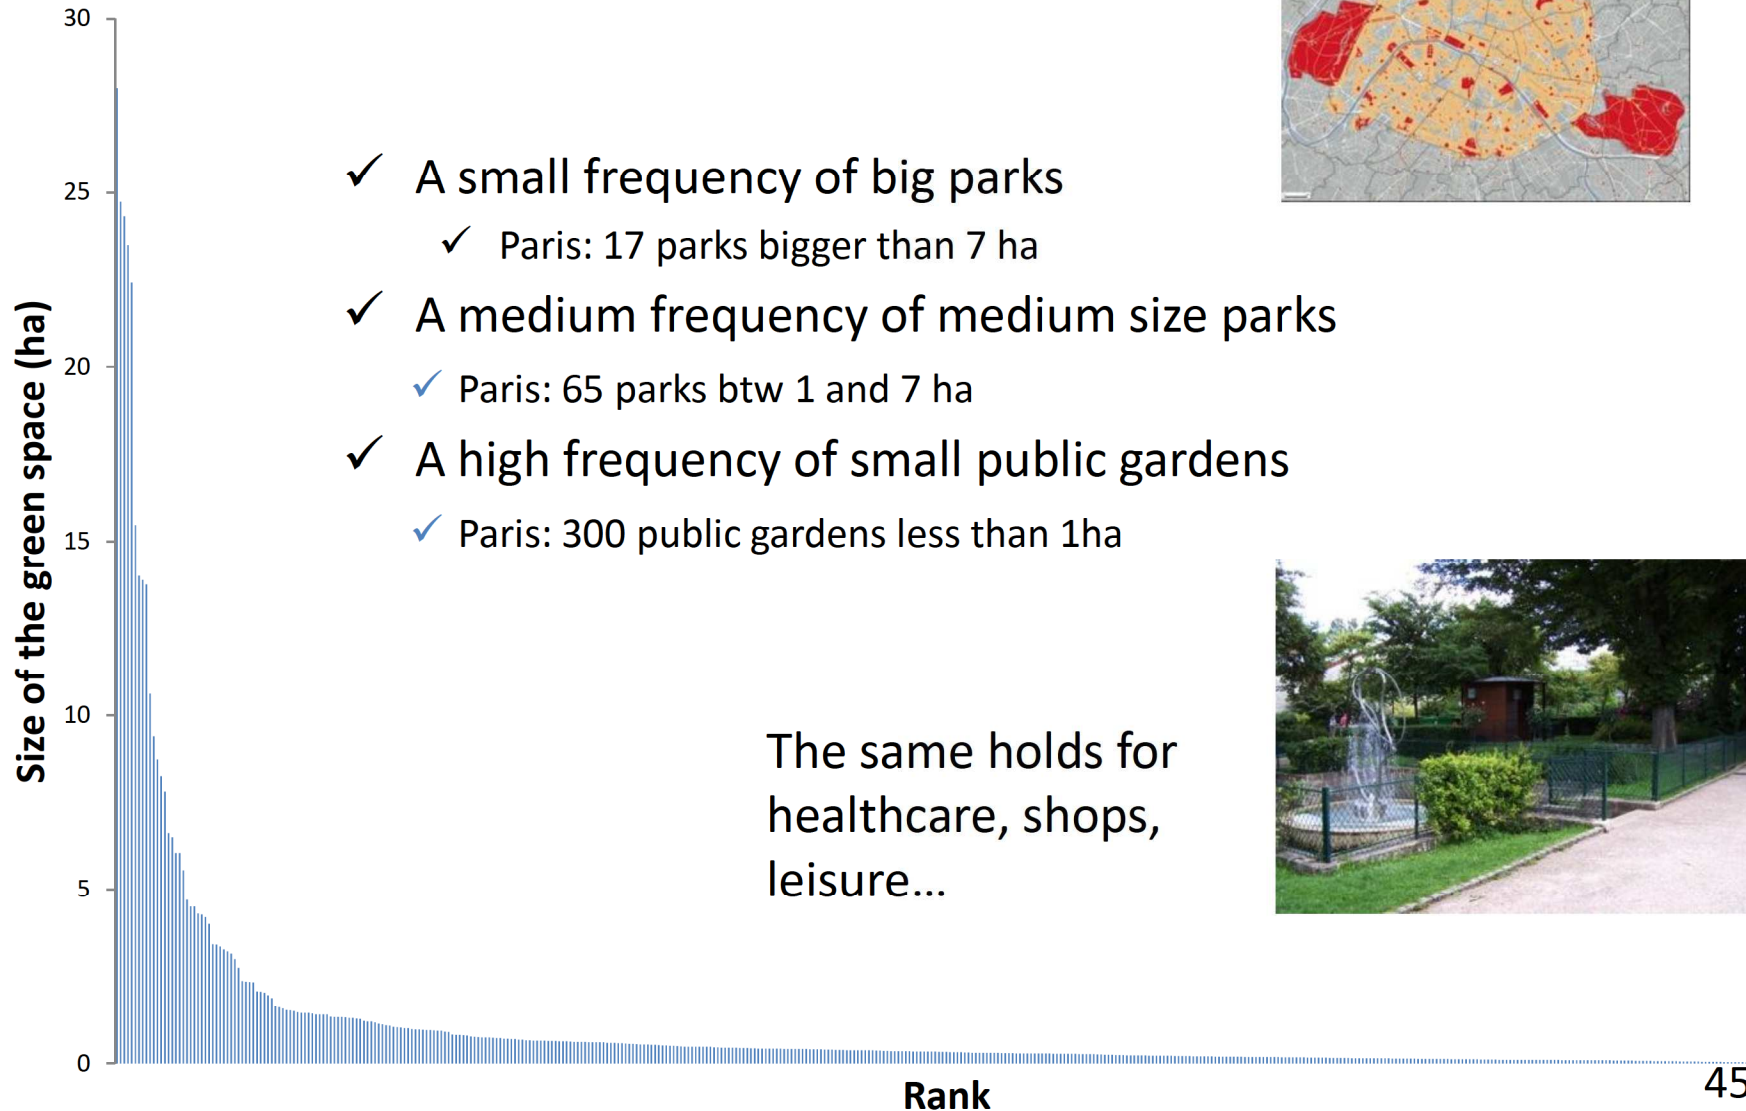 30
25
20
15
10
5
0
Size of the green space (ha)
✓ A small frequency of big parks
✓ Paris: 17 parks bigger than 7 ha
✓ A medium frequency of medium size parks
✓ Paris: 65 parks btw 1 and 7 ha
✓ A high frequency of small public gardens
✓ Paris: 300 public gardens less than 1ha
The same holds for
healthcare, shops,
leisure...
Rank
45